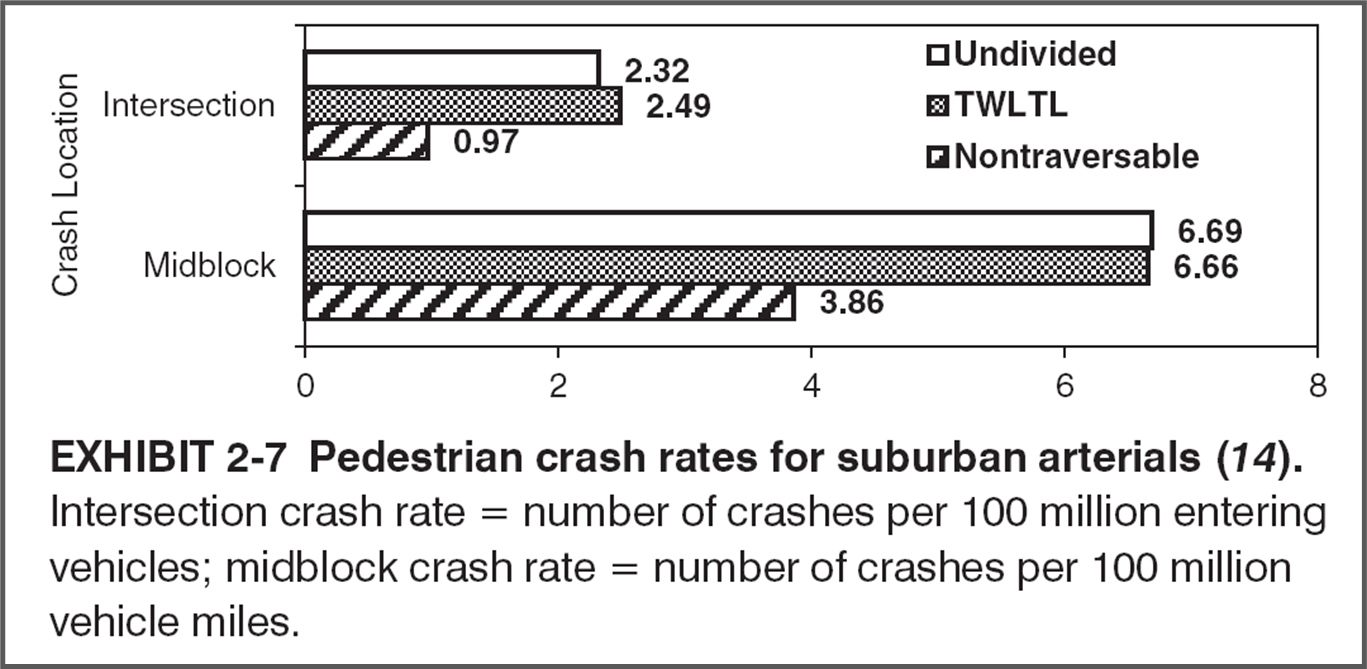 Crash Location
Intersection
2.32
2.49
0.97
Undivided
TWLTL
Nontraversable
Midblock
6.69
6.66
3.86
0 2 4 6 8
EXHIBIT 2-7 Pedestrian crash rates for suburban arterials (14).
Intersection crash rate = number of crashes per 100 million entering
vehicles; midblock crash rate = number of crashes per 100 million
vehicle miles.